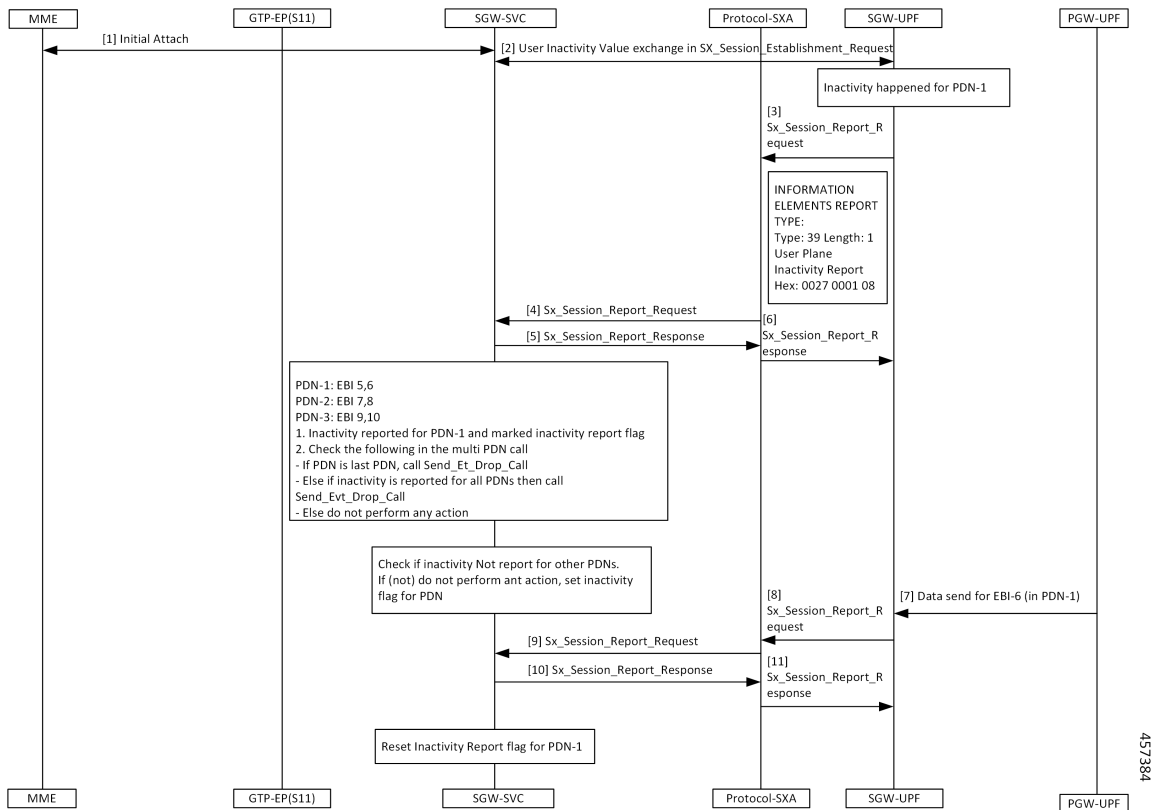 MME
GTP-EP(S11)
SGW-SVC
Protocol-SXA
SGW-UPF
PGW-UPF
[1] Initial Attach
[2] User Inactivity Value exchange in SX_Session_Establishment_Request
Inactivity happened for PDN-1
[3]
Sx_Session_Report_R
equest
INFORMATION
ELEMENTS REPORT
TYPE:
Type: 39 Length: 1
User Plane
Inactivity Report
Hex: 0027 0001 08
[4] Sx_Session_Report_Request
[5] Sx_Session_Report_Response
[6]
Sx_Session_Report_R
esponse
PDN-1: EBI 5,6
PDN-2: EBI 7,8
PDN-3: EBI 9,10
1. Inactivity reported for PDN-1 and marked inactivity report flag
2. Check the following in the multi PDN call
- If PDN is last PDN, call Send_Et_Drop_Call
- Else if inactivity is reported for all PDNs then call
Send_Evt_Drop_Call
- Else do not perform any action
Check if inactivity Not report for other PDNs.
If (not) do not perform ant action, set inactivity
flag for PDN
[7] Data send for EBI-6 (in PDN-1)
[8]
Sx_Session_Report_R
equest
[9] Sx_Session_Report_Request
[10] Sx_Session_Report_Response
[11]
Sx_Session_Report_R
esponse
Reset Inactivity Report flag for PDN-1
457384
MME
GTP-EP(S11)
SGW-SVC
Protocol-SXA
SGW-UPF
PGW-UPF